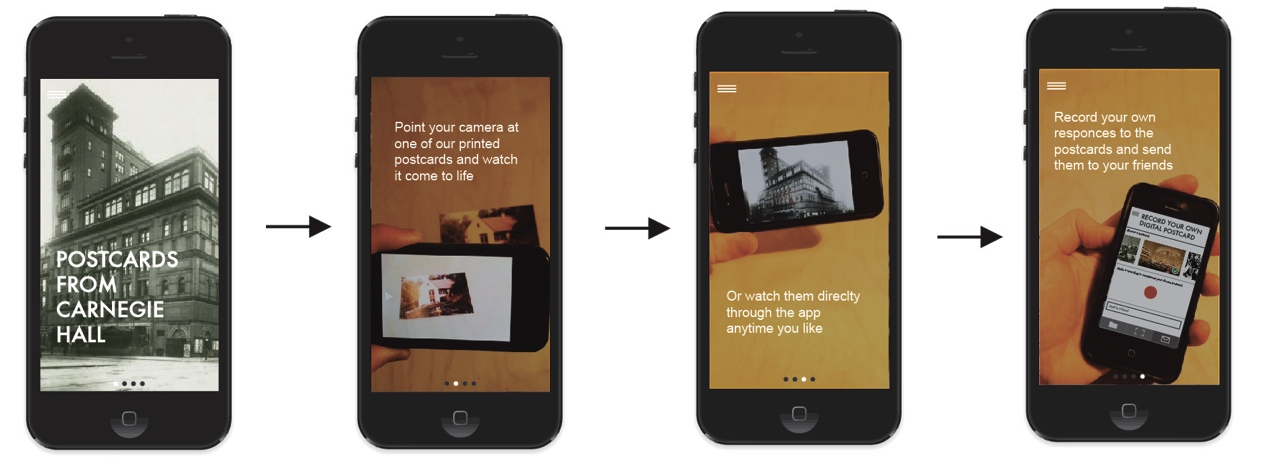 POSTCARDS
FROM
CARNEGIE
HALL
Point your camera at
one of our printed
postcards and watch
it come to life
Or watch them direclty
through the app
anytime you like
Record your own
responces to the
postcards and send
them to your friends
RECORD YOUR OWN
DIGITAL POSTCARD